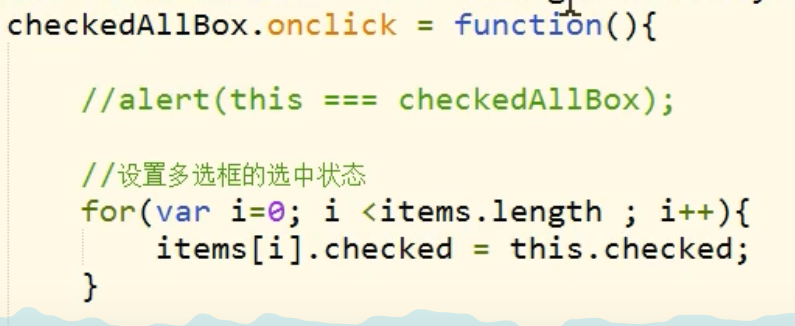 checkedAllBox.onclick = function(){
//alert(this === checkedAllBox);
//设置多选框的选中状态
for(var i=0; i <items.length ; i++){
items[i].checked = this.checked;
}